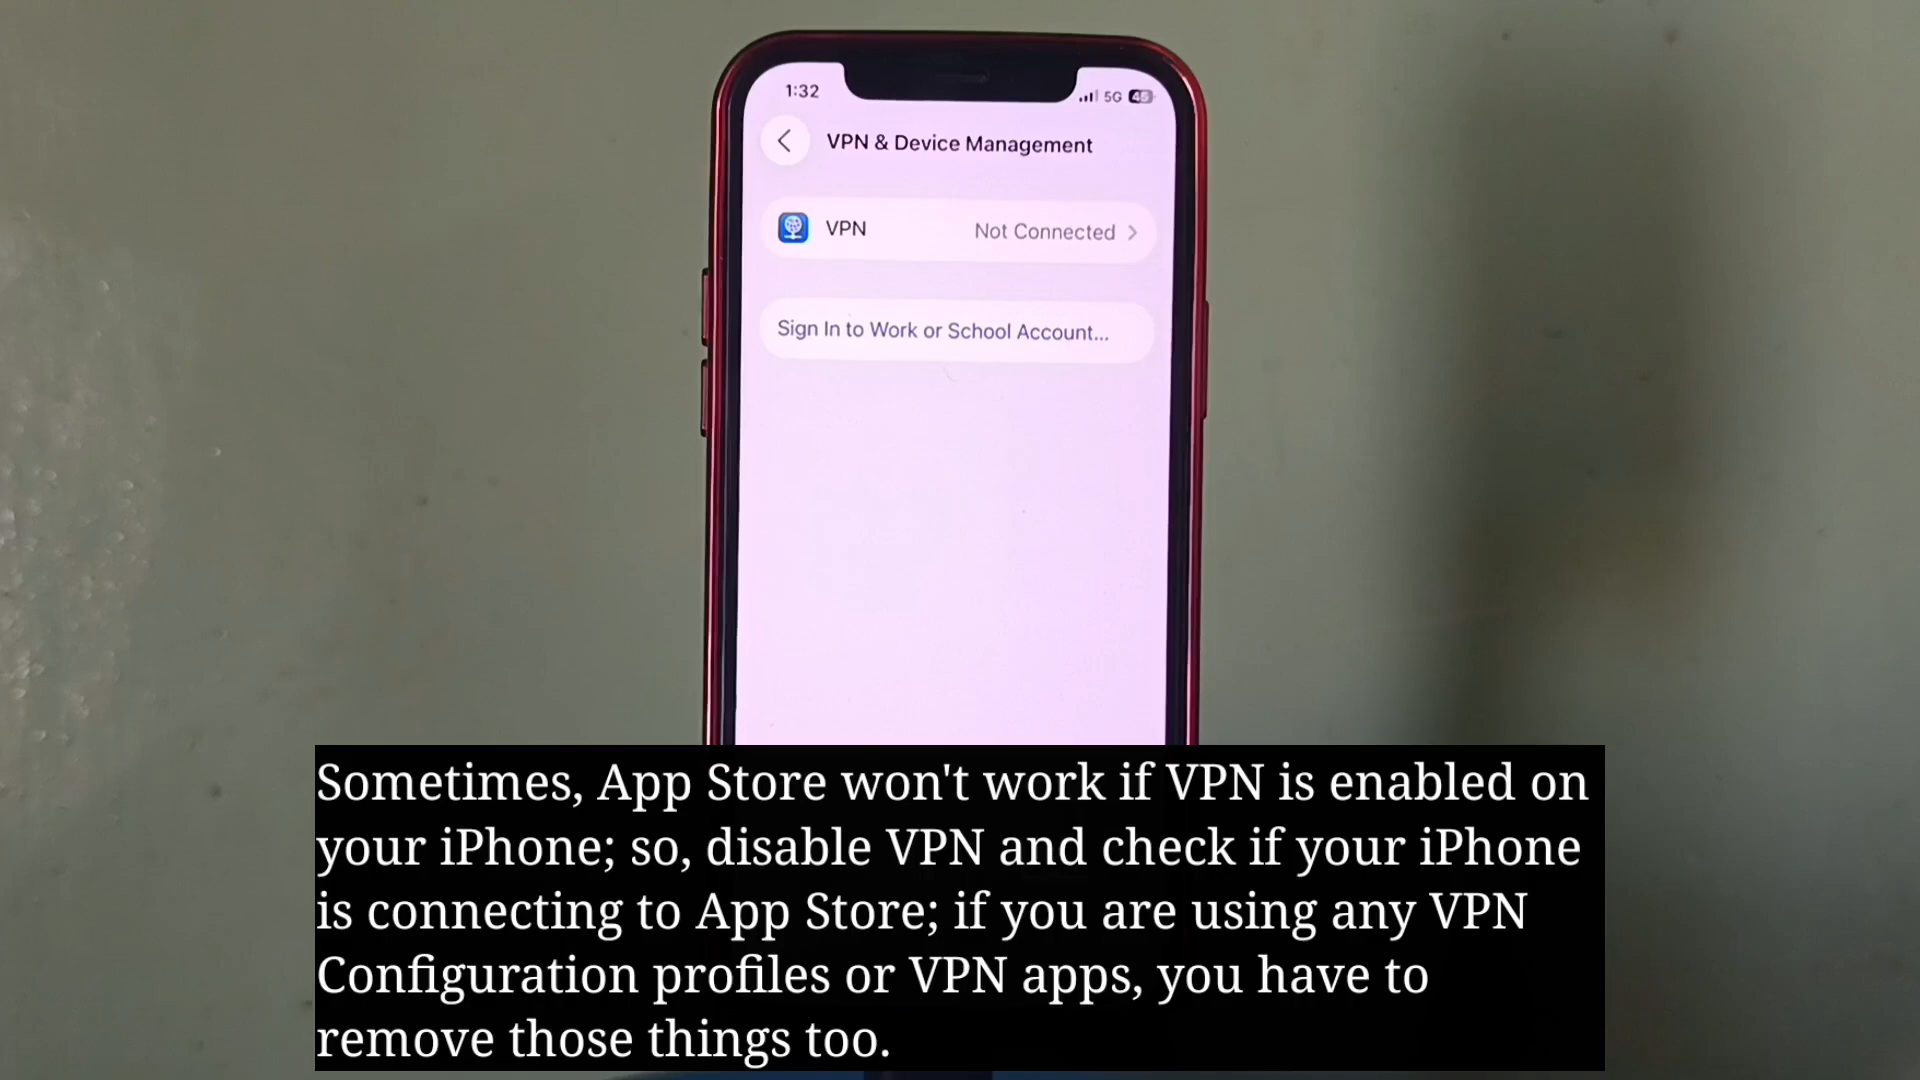 1:32
5G 45
VPN & Device Management
VPN Not Connected
Sign In to Work or School Account...
Sometimes, App Store won't work if VPN is enabled on
your iPhone; so, disable VPN and check if your iPhone
is connecting to App Store; if you are using any VPN
Configuration profiles or VPN apps, you have to
remove those things too.